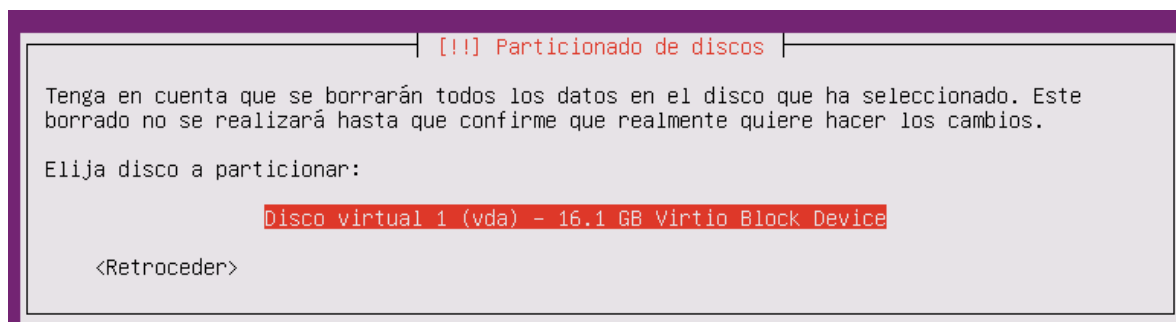 [!!] Particionado de discos
Tenga en cuenta que se borrarán todos los datos en el disco que ha seleccionado. Este
borrado no se realizará hasta que confirme que realmente quiere hacer los cambios.
Elija disco a particionar:
Disco virtual 1 (vda) – 16.1 GB Virtio Block Device
<Retroceder>